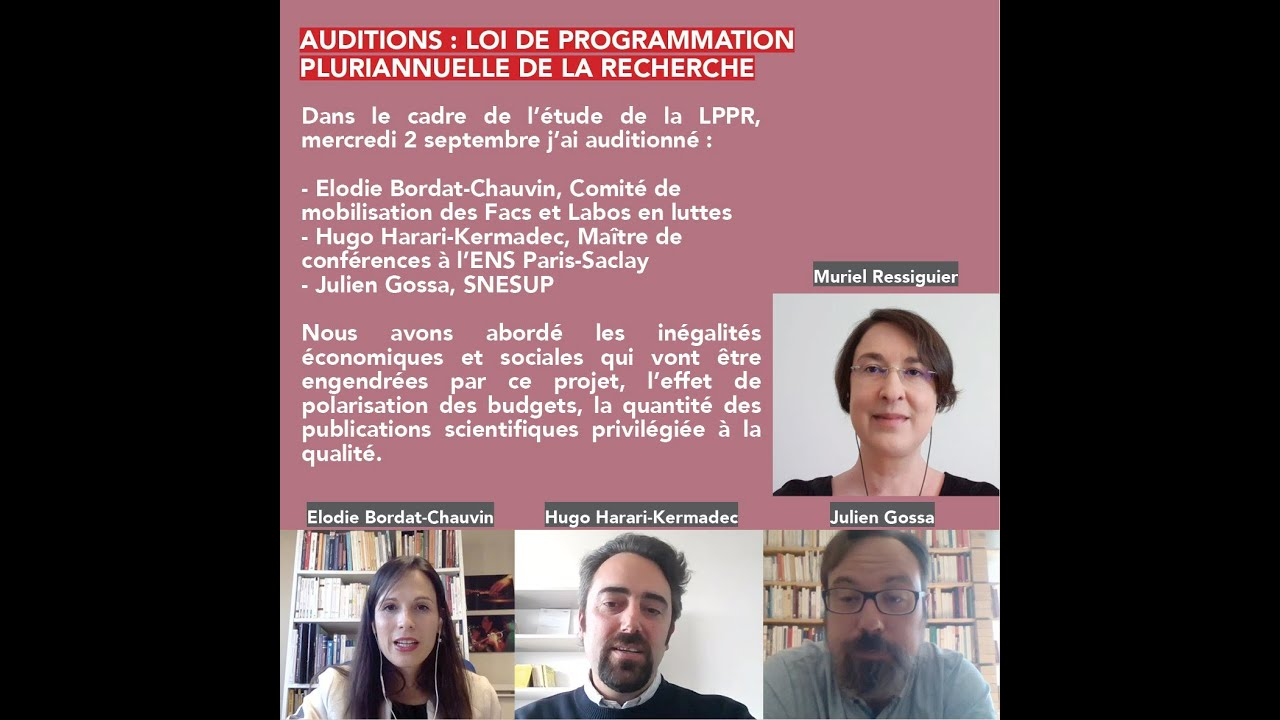 AUDITIONS : LOI DE PROGRAMMATION
PLURIANNUELLE DE LA RECHERCHE
Dans le cadre de l’étude de la LPPR,
mercredi 2 septembre j’ai auditionné :
- Elodie Bordat-Chauvin, Comité de
mobilisation des Facs et Labos en luttes
- Hugo Harari-Kermadec, Maître de
conférences à l’ENS Paris-Saclay
- Julien Gossa, SNESUP
Nous avons abordé les inégalités
économiques et sociales qui vont être
engendrées par ce projet, l’effet de
polarisation des budgets, la quantité des
publications scientifiques privilégiée à la
qualité.
Muriel Ressiguier
Elodie Bordat-Chauvin
Hugo Harari-Kermadec
Julien Gossa